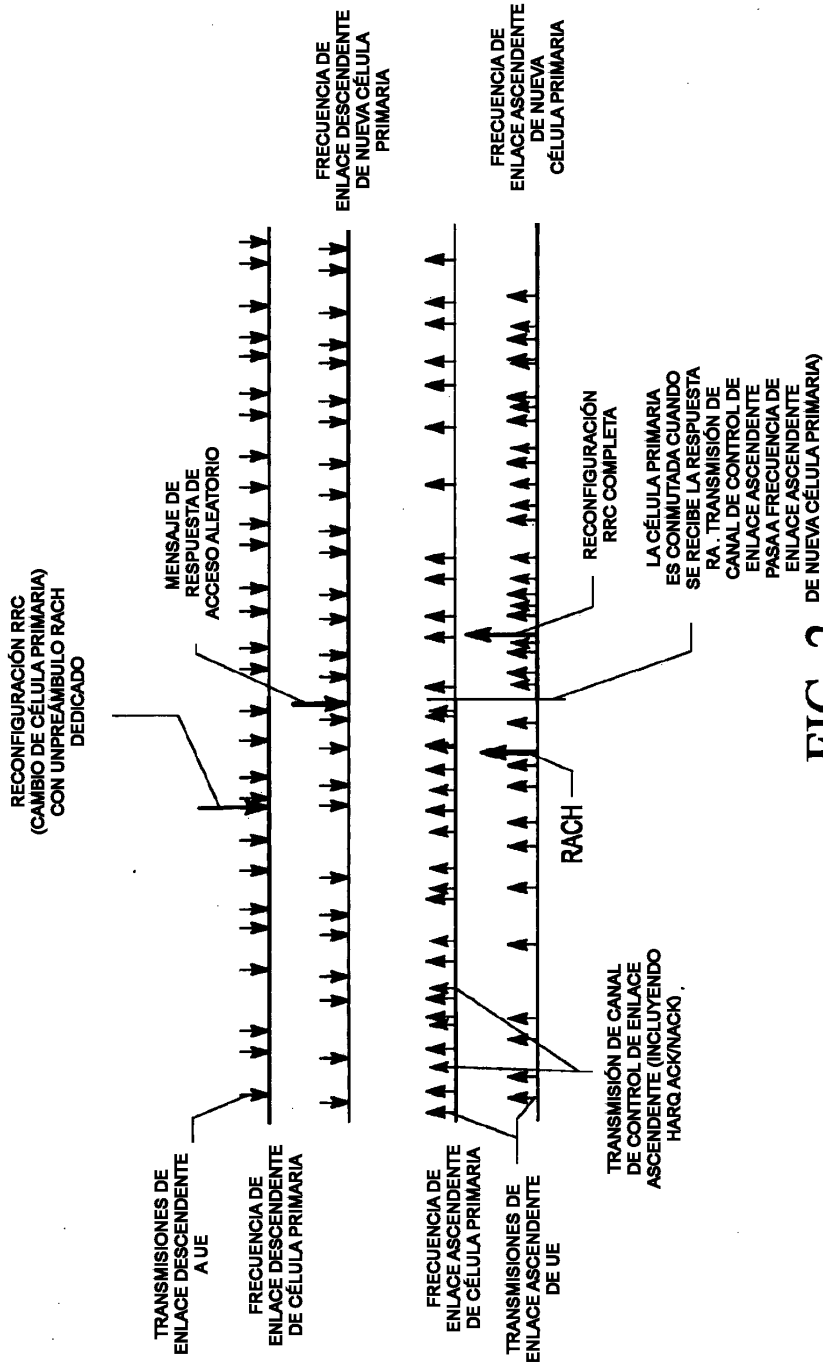 RECONFIGURACIÓN RRC
(CAMBIO DE CÉLULA PRIMARIA)
CON UNPREÁMBULO RACH
DEDICADO
MENSAJE DE
RESPUESTA DE
ACCESO ALEATORIO
TRANSMISIONES DE
ENLACE DESCENDENTE
A UE
FRECUENCIA DE
ENLACE DESCENDENTE
DE CÉLULA PRIMARIA
FRECUENCIA DE
ENLACE DESCENDENTE
DE NUEVA CÉLULA
PRIMARIA
FRECUENCIA DE
ENLACE ASCENDENTE
DE CÉLULA PRIMARIA
TRANSMISIONES DE
ENLACE ASCENDENTE
DE UE
FRECUENCIA DE
ENLACE ASCENDENTE
DE NUEVA
CÉLULA PRIMARIA
TRANSMISIÓN DE CANAL
DE CONTROL DE ENLACE
ASCENDENTE (INCLUYENDO
HARQ ACK/NACK)
RACH
RECONFIGURACIÓN
RRC COMPLETA
LA CÉLULA PRIMARIA
ES CONMUTADA CUANDO
SE RECIBE LA RESPUESTA
RA . TRANSMISIÓN DE
CANAL DE CONTROL DE
ENLACE ASCENDENTE
PASA A FRECUENCIA DE
ENLACE ASCENDENTE
DE NUEVA CÉLULA PRIMARIA)
FIG. 2